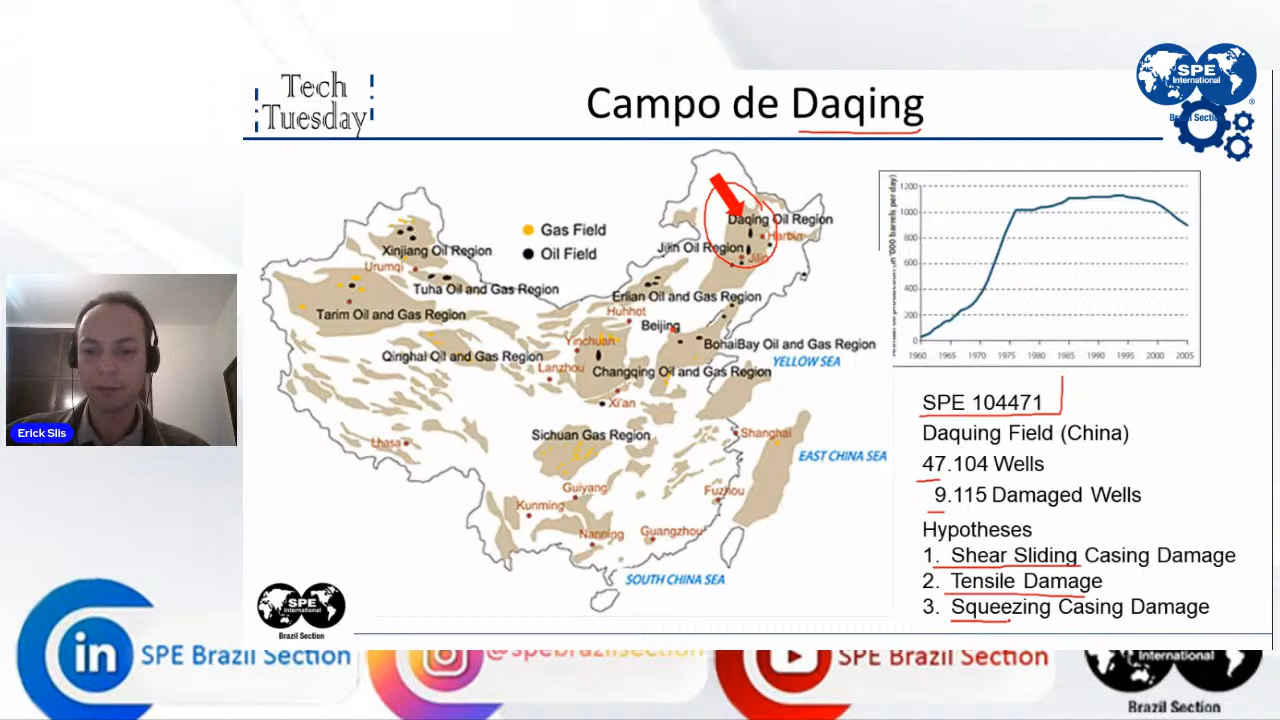 Tech
Tuesday
Campo de Daqing
SPE
International
Brazil Section
Gas Field
Oil Field
Daqing Oil Region
Harbin
Jilin Oil Region
Jilin
Xinjiang Oil Region
Urumqi
Tuha Oil and Gas Region
Erlian Oil and Gas Region
Tarim Oil and Gas Region
Huhhot
Beijing
Yinchuan
BohaiBay Oil and Gas Region
Qinghai Oil and Gas Region
YELLOW SEA
Lanzhou
Changqing Oil and Gas Region
Xi'an
Sichuan Gas Region
Shanghai
Lhasa
EAST CHINA SEA
Guiyang
Fuzhou
Kunming
Nanning
Guangzhou
SOUTH CHINA SEA
1200
1000
800
600
400
200
0
1960 1965 1970 1975 1980 1985 1990 1995 2000 2005
SPE 104471
Daquing Field (China)
47.104 Wells
9.115 Damaged Wells
Hypotheses
1. Shear Sliding Casing Damage
2. Tensile Damage
3. Squeezing Casing Damage
Erick Slis
SPE
International
Brazil Section
in SPE Brazil Section
@spebrazilsection
SPE Brazil Section
International
Brazil Section